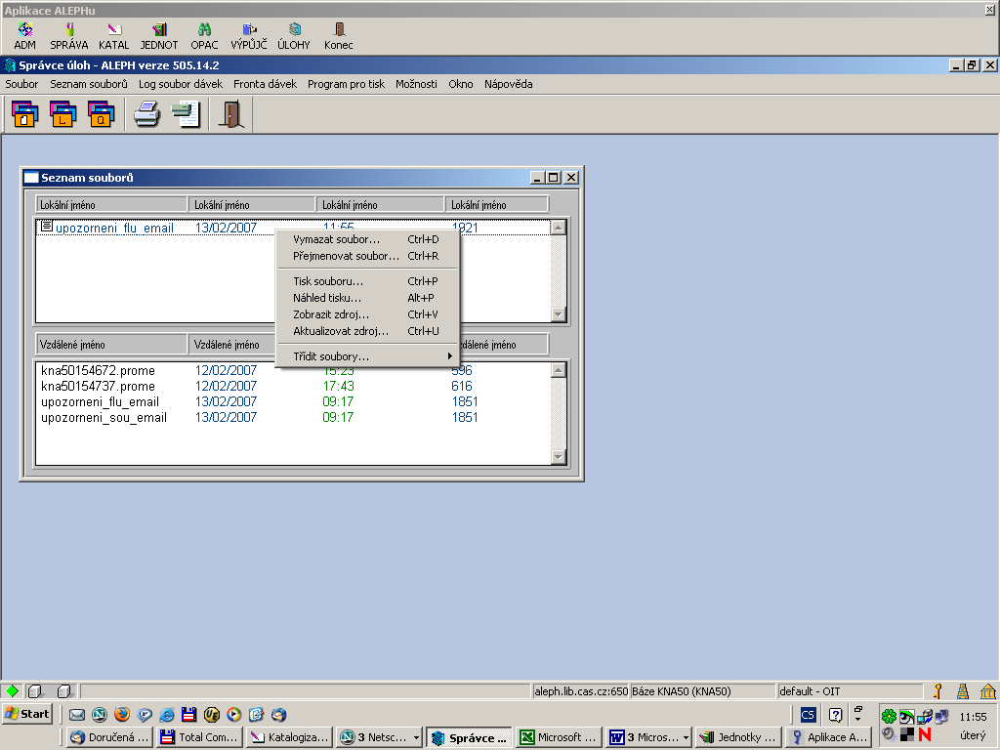 Aplikace ALEPHu
ADM SPRÁVA KATAL JEDNOT OPAC VÝPŮJČ ÚLOHY Konec
Správce úloh - ALEPH verze 505.14.2
Soubor Seznam souborů Log soubor dávek Fronta dávek Program pro tisk Možnosti Okno Nápověda
L Q
Seznam souborů
Lokální jméno Lokální jméno Lokální jméno Lokální jméno
upozorneni_flu_email 13/02/2007 11:55 1921
Vymazat soubor... Ctrl+D
Přejmenovat soubor... Ctrl+R
Tisk souboru... Ctrl+P
Náhled tisku... Alt+P
Zobrazit zdroj... Ctrl+V
Aktualizovat zdroj... Ctrl+U
Třídit soubory...
Vzdálené jméno Vzdálené jméno zdálené jméno
kna50154672.prome 12/02/2007 15:23 596
kna50154737.prome 12/02/2007 17:43 616
upozorneni_flu_email 13/02/2007 09:17 1851
upozorneni_sou_email 13/02/2007 09:17 1851
aleph.lib.cas.cz:650 Báze KNA50 (KNA50) default - OIT
Start CS 11:55
Doručená ... Total Com... Katalogiza... 3 Netsc... Správce ... Microsoft ... 3 Micros... Jednotky ... Aplikace A... N úterý